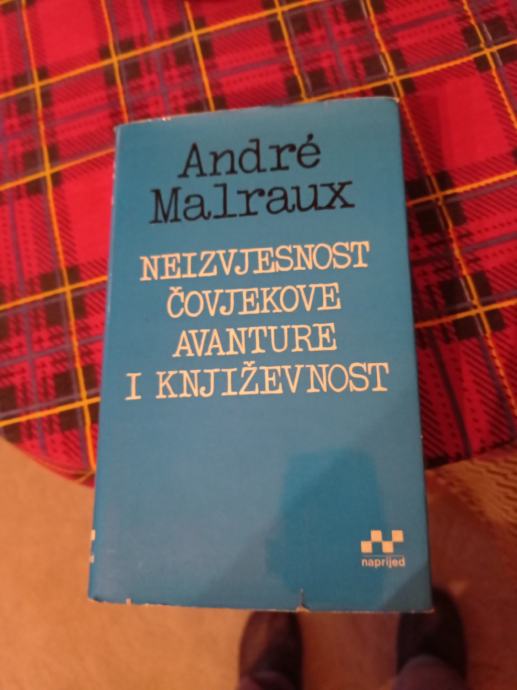 André
Malraux
NEIZVJESNOST
ČOVJEKOVE
AVANTURE
I KNJIŽEVNOST
naprijed